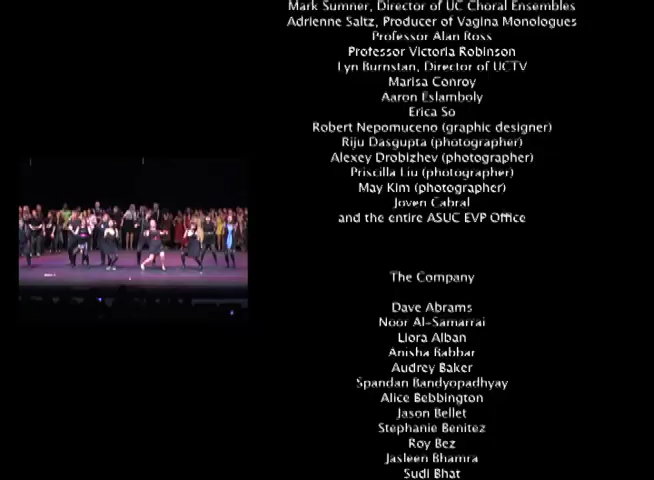 Mark Sumner, Director of UC Choral Ensembles
Adrienne Saltz, Producer of Vagina Monologues
Professor Alan Ross
Professor Victoria Robinson
Lyn Burnstan, Director of UCTV
Marisa Conroy
Aaron Eslamboly
Erica So
Robert Nepomuceno (graphic designer)
Riju Dasgupta (photographer)
Alexey Drobizhev (photographer)
Priscilla Liu (photographer)
May Kim (photographer)
Joven Cabral
and the entire ASUC EVP Office
The Company
Dave Abrams
Noor Al-Samarrai
Liora Alban
Anisha Babbar
Audrey Baker
Spandan Bandyopadhyay
Alice Bebbington
Jason Bellet
Stephanie Benitez
Roy Bez
Jasleen Bhamra
Sudi Bhat